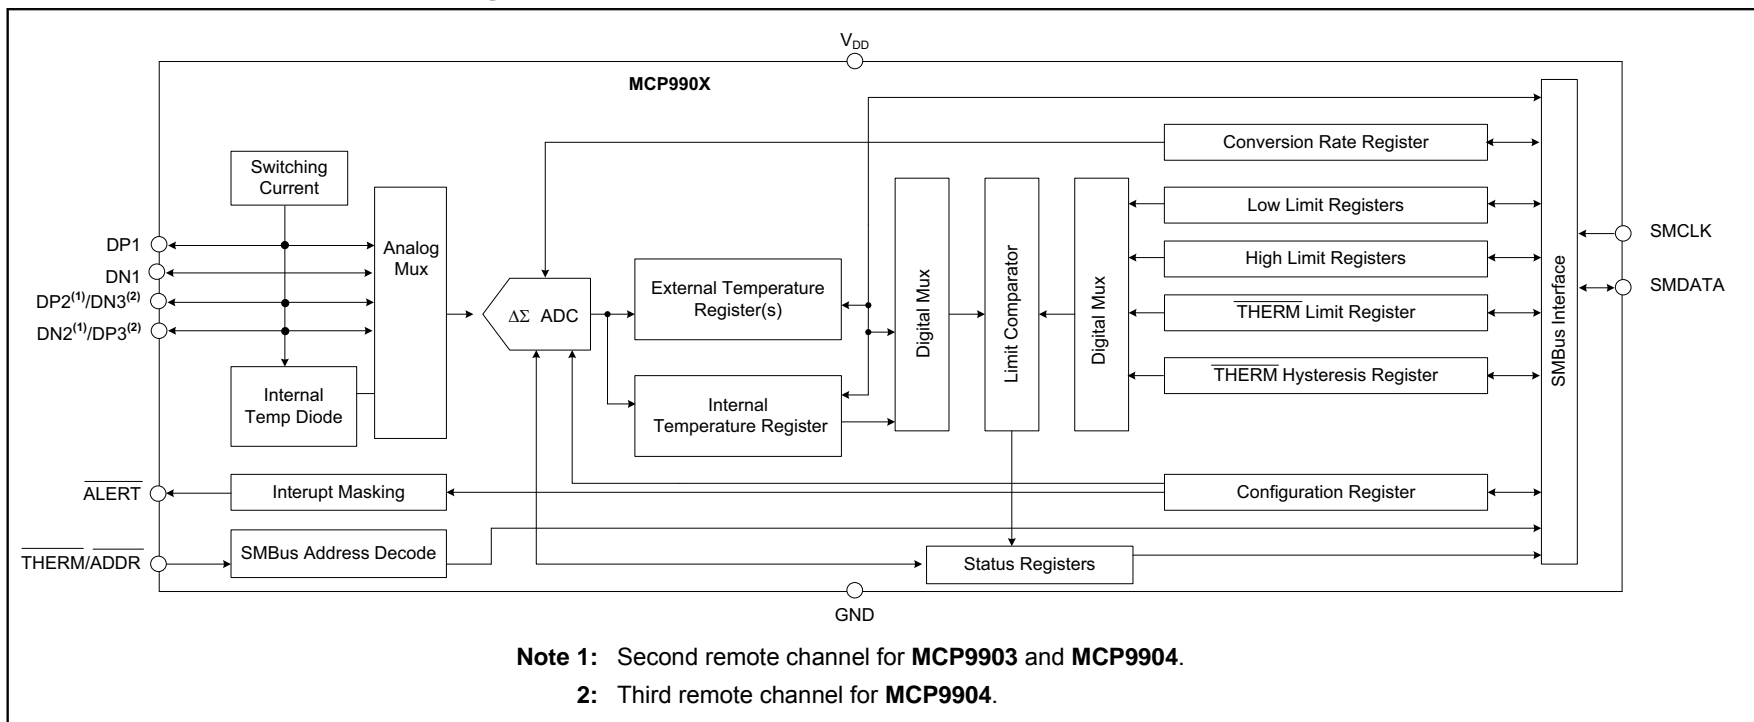 V_DD
MCP990X
Switching
Current
Conversion Rate Register
Low Limit Registers
High Limit Registers
THERM Limit Register
THERM Hysteresis Register
Configuration Register
DP1
DN1
DP2(1)/DN3(2)
DN2(1)/DP3(2)
Analog
Mux
ΔΣ ADC
External Temperature
Register(s)
Internal
Temperature Register
Digital Mux
Limit Comparator
Digital Mux
SMBus Interface
SMCLK
SMDATA
Internal
Temp Diode
ALERT
Interupt Masking
THERM/ADDR
SMBus Address Decode
Status Registers
GND
Note 1: Second remote channel for MCP9903 and MCP9904.
2: Third remote channel for MCP9904.